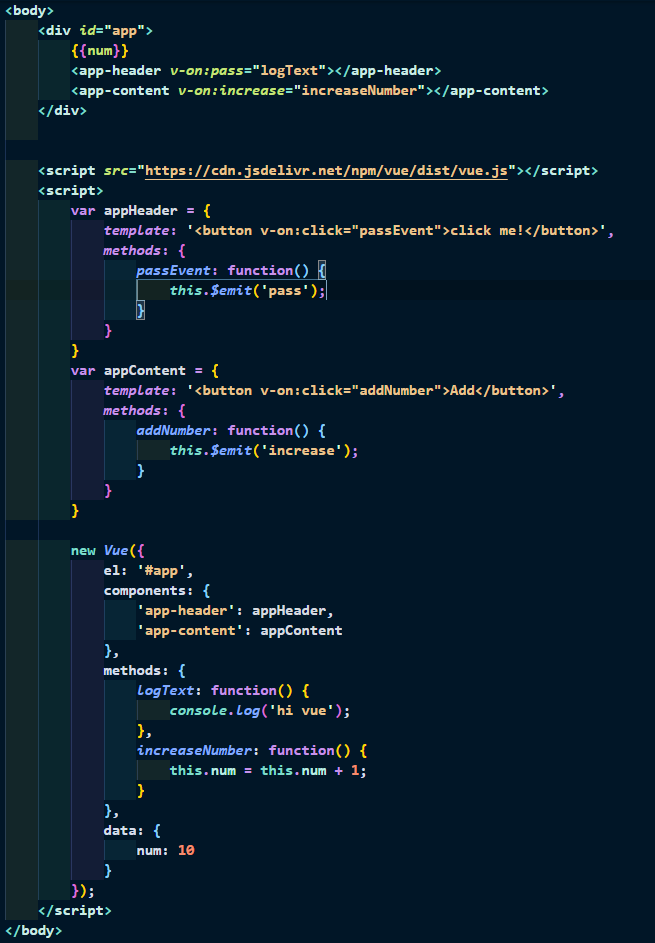 <body>
    <div id="app">
        {{num}}
        <app-header v-on:pass="logText"></app-header>
        <app-content v-on:increase="increaseNumber"></app-content>
    </div>

    <script src="https://cdn.jsdelivr.net/npm/vue/dist/vue.js"></script>
    <script>
        var appHeader = {
            template: '<button v-on:click="passEvent">click me!</button>',
            methods: {
                passEvent: function() {
                    this.$emit('pass');
                }
            }
        }
        var appContent = {
            template: '<button v-on:click="addNumber">Add</button>',
            methods: {
                addNumber: function() {
                    this.$emit('increase');
                }
            }
        }

        new Vue({
            el: '#app',
            components: {
                'app-header': appHeader,
                'app-content': appContent
            },
            methods: {
                logText: function() {
                    console.log('hi vue');
                },
                increaseNumber: function() {
                    this.num = this.num + 1;
                }
            },
            data: {
                num: 10
            }
        });
    </script>
</body>